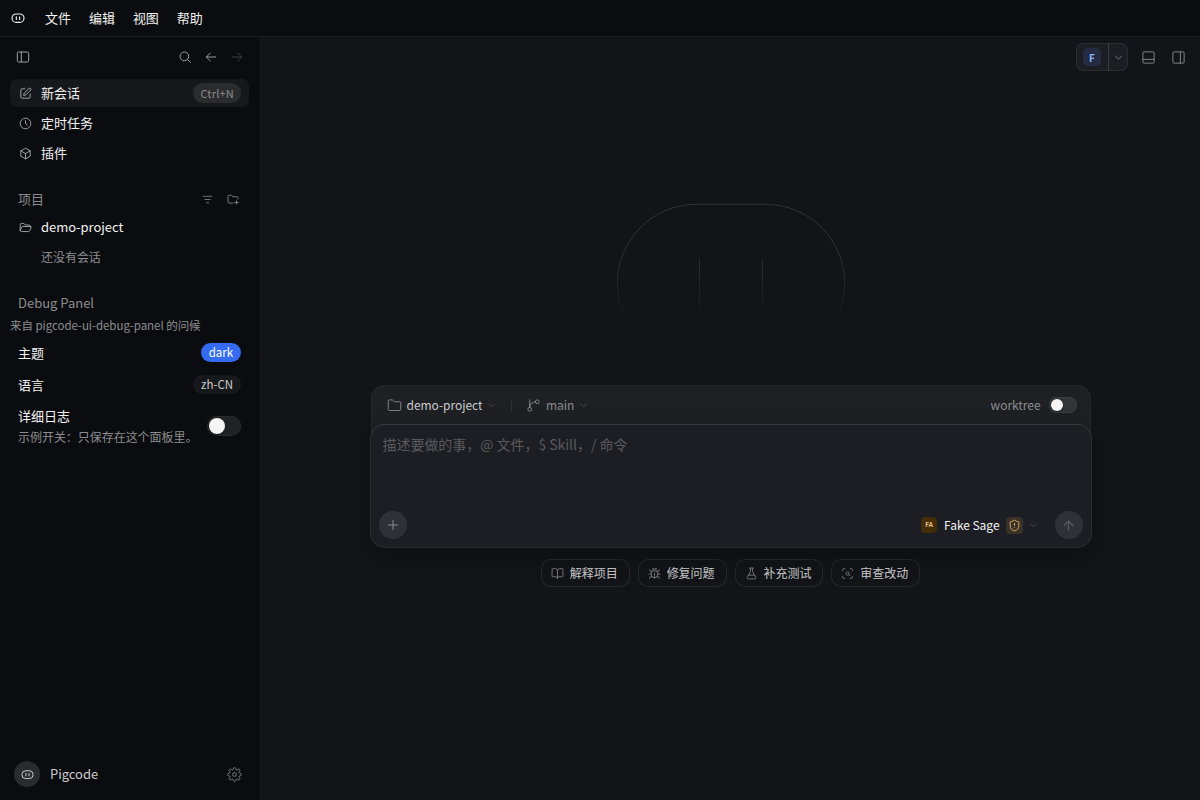 文件 编辑 视图 帮助
新会话 Ctrl+N
定时任务
插件
项目
demo-project
还没有会话
Debug Panel
来自 pigcode-ui-debug-panel 的问候
主题 dark
语言 zh-CN
详细日志
示例开关：只保存在这个面板里。
Pigcode
F
demo-project main worktree
描述要做的事，@ 文件，$ Skill，/ 命令
FA Fake Sage
解释项目 修复问题 补充测试 审查改动